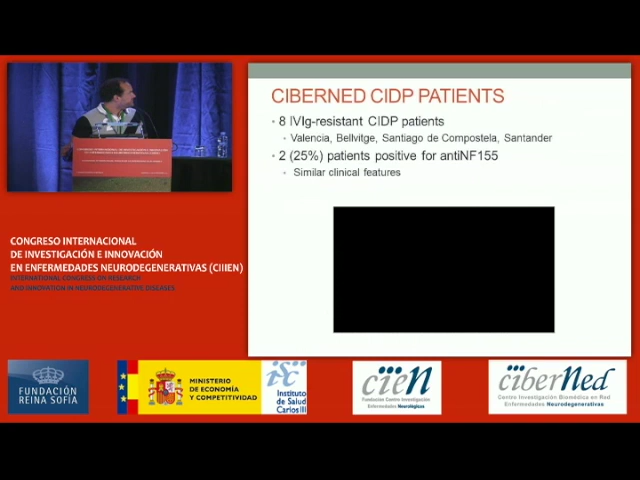 CIBERNED CIDP PATIENTS
• 8 IVIg-resistant CIDP patients
• Valencia, Bellvitge, Santiago de Compostela, Santander
• 2 (25%) patients positive for antiNF155
• Similar clinical features
CONGRESO INTERNACIONAL
DE INVESTIGACIÓN E INNOVACIÓN
EN ENFERMEDADES NEURODEGENERATIVAS (CIIIEN)
INTERNATIONAL CONGRESS ON RESEARCH
AND INNOVATION IN NEURODEGENERATIVE DISEASES
FUNDACIÓN
REINA SOFÍA
MINISTERIO
DE ECONOMÍA
Y COMPETITIVIDAD
isc
Instituto
de Salud
Carlos III
cien
Fundación Centro Investigación
Enfermedades Neurológicas
ciberNed
Centro Investigación Biomédica en Red
Enfermedades Neurodegenerativas